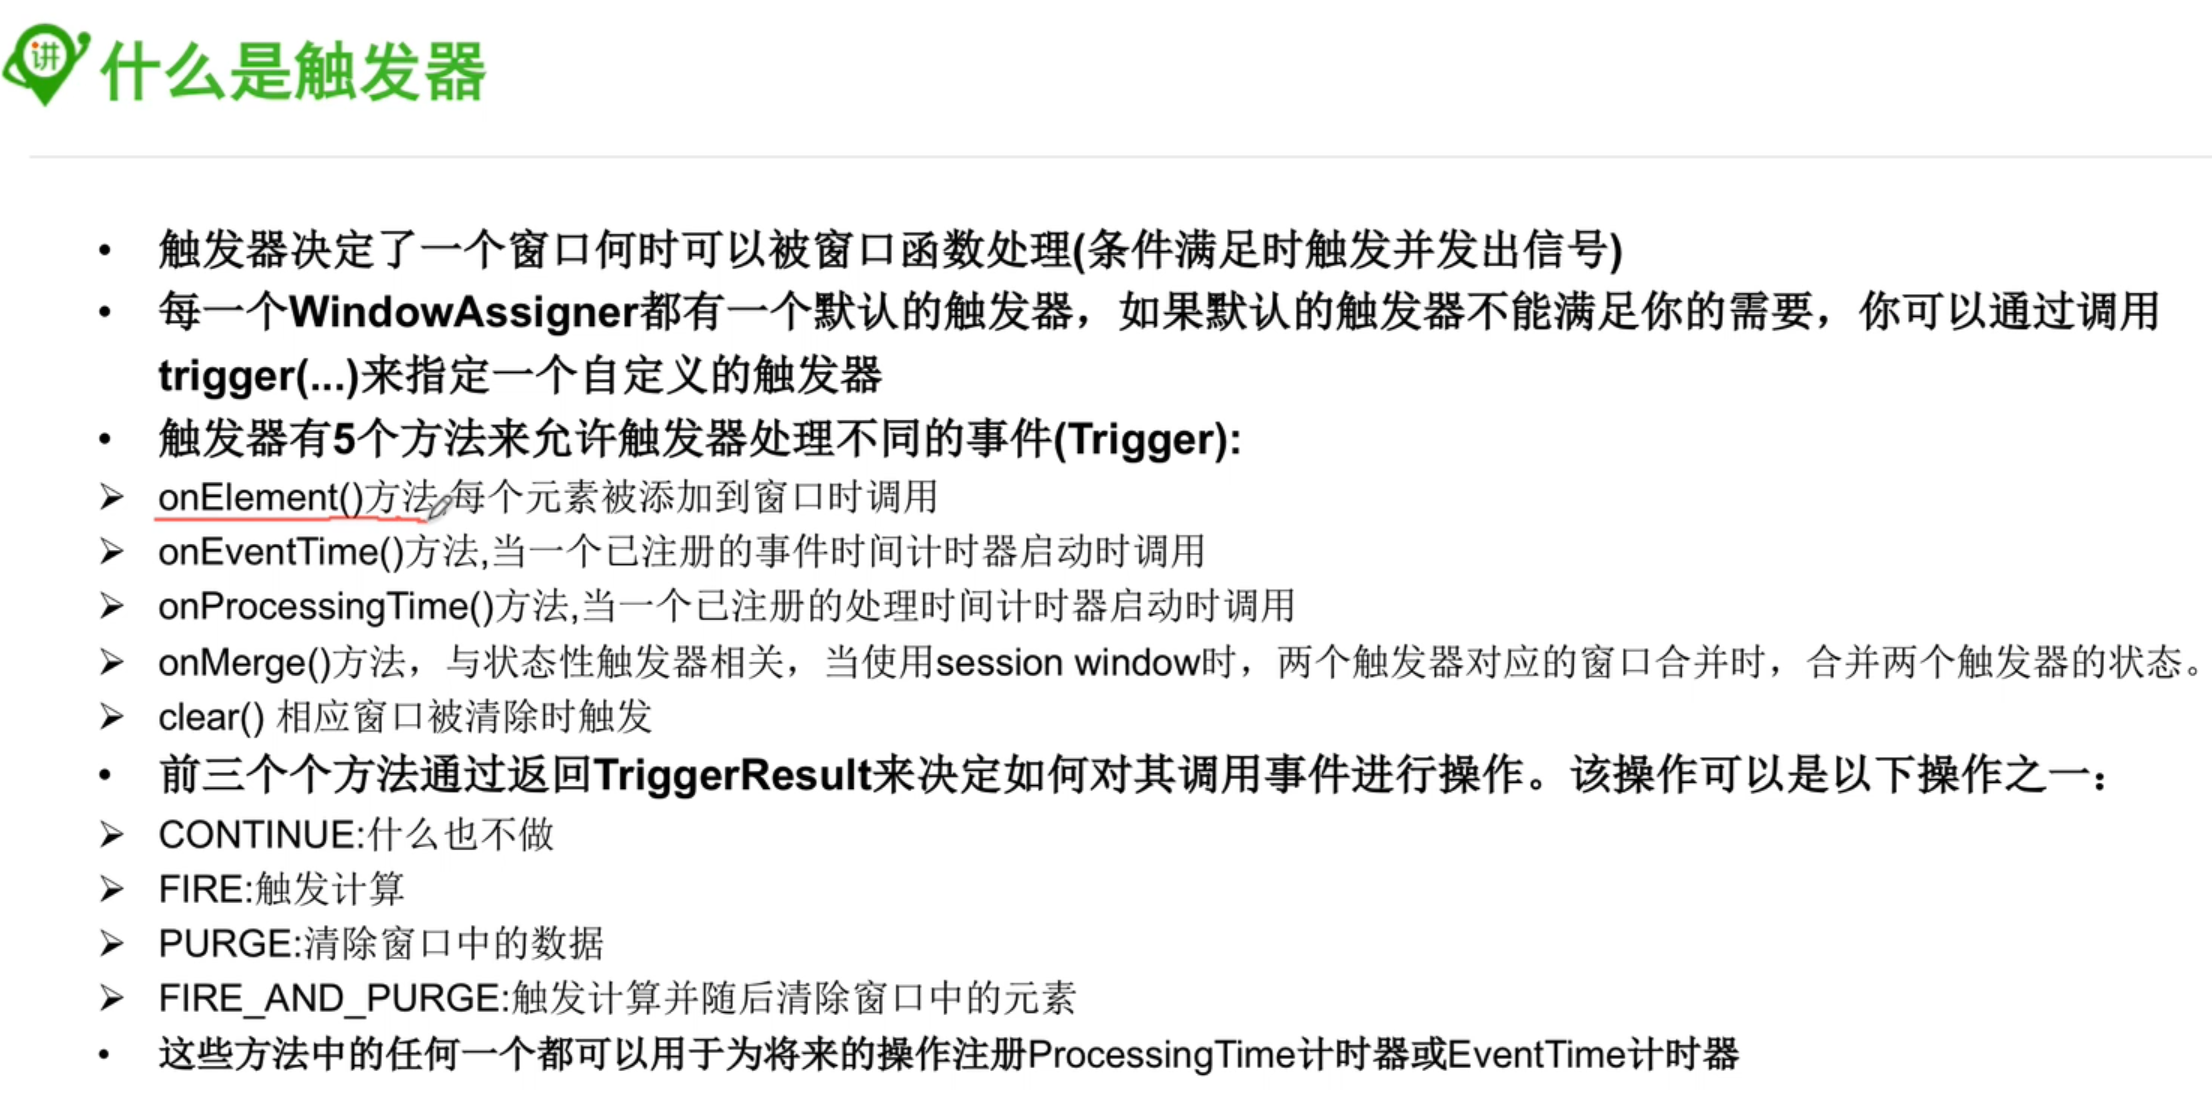 讲
什么是触发器
• 触发器决定了一个窗口何时可以被窗口函数处理(条件满足时触发并发出信号)
• 每一个WindowAssigner都有一个默认的触发器，如果默认的触发器不能满足你的需要，你可以通过调用
trigger(...)来指定一个自定义的触发器
• 触发器有5个方法来允许触发器处理不同的事件(Trigger):
➢ onElement()方法,每个元素被添加到窗口时调用
➢ onEventTime()方法,当一个已注册的事件时间计时器启动时调用
➢ onProcessingTime()方法,当一个已注册的处理时间计时器启动时调用
➢ onMerge()方法，与状态性触发器相关，当使用session window时，两个触发器对应的窗口合并时，合并两个触发器的状态。
➢ clear() 相应窗口被清除时触发
• 前三个个方法通过返回TriggerResult来决定如何对其调用事件进行操作。该操作可以是以下操作之一：
➢ CONTINUE:什么也不做
➢ FIRE:触发计算
➢ PURGE:清除窗口中的数据
➢ FIRE_AND_PURGE:触发计算并随后清除窗口中的元素
• 这些方法中的任何一个都可以用于为将来的操作注册ProcessingTime计时器或EventTime计时器